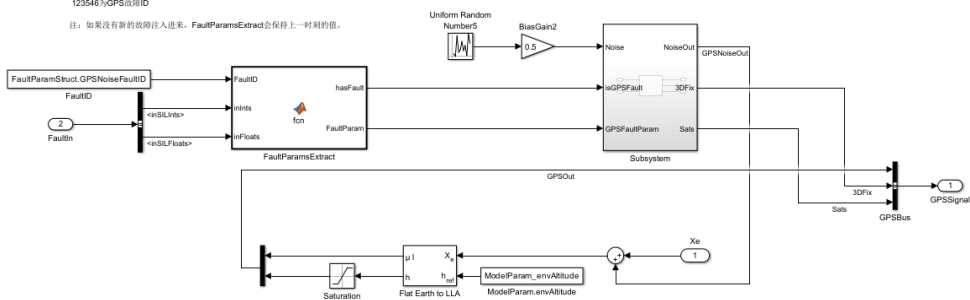 123546为GPS故障ID
注：如果没有新的故障注入进来，FaultParamsExtract会保持上一时刻的值。
Uniform Random
Number5
BiasGain2
0.5
FaultParamStruct.GPSNoiseFaultID
FaultID
2
FaultIn
<inSILInts>
<inSILFloats>
FaultID
inInts
inFloats
fcn
hasFault
FaultParam
FaultParamsExtract
Noise
isGPSFault
GPSFaultParam
NoiseOut
3DFix
Sats
Subsystem
GPSNoiseOut
GPSOut
3DFix
Sats
GPSBus
1
GPSSignal
Saturation
μ l
h
Xe
href
Flat Earth to LLA
ModelParam_envAltitude
ModelParam.envAltitude
+
+
Xe
1